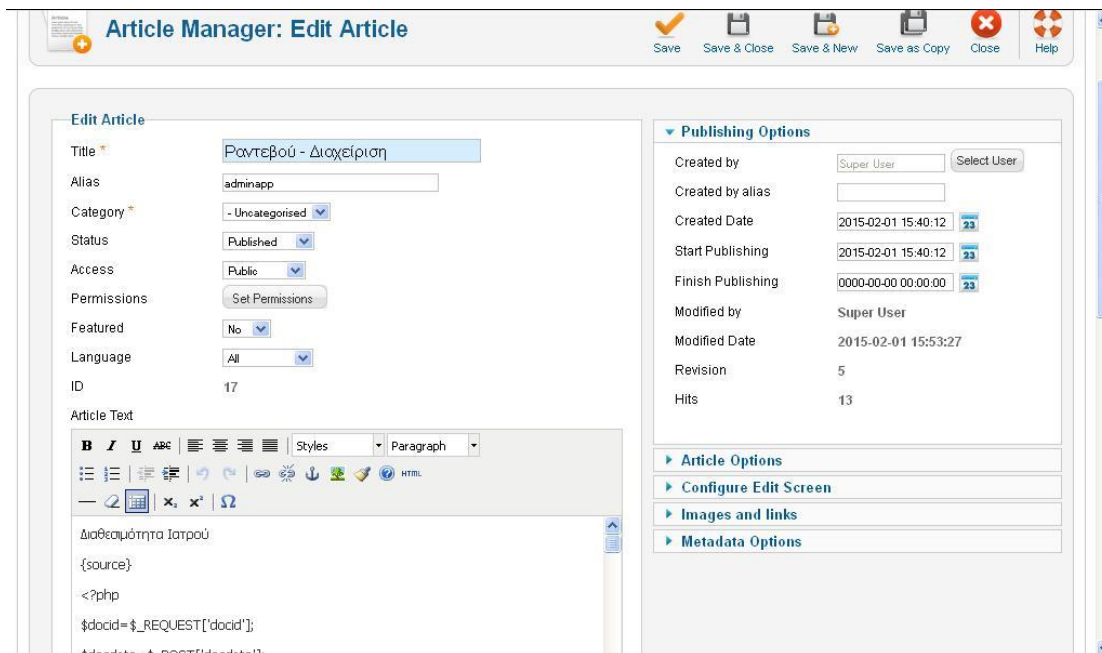 Article Manager: Edit Article
Save
Save & Close
Save & New
Save as Copy
Close
Help
Edit Article
Title *
Ραντεβού - Διαχείριση
Alias
adminapp
Category *
- Uncategorised
Status
Published
Access
Public
Permissions
Set Permissions
Featured
No
Language
All
ID
17
Article Text
B I U ABC Styles Paragraph
HTML
Διαθεσιμότητα Ιατρού
{source}
<?php
$docid=$_REQUEST['docid'];
Publishing Options
Created by
Super User
Select User
Created by alias
Created Date
2015-02-01 15:40:12
23
Start Publishing
2015-02-01 15:40:12
23
Finish Publishing
0000-00-00 00:00:00
23
Modified by
Super User
Modified Date
2015-02-01 15:53:27
Revision
5
Hits
13
Article Options
Configure Edit Screen
Images and links
Metadata Options